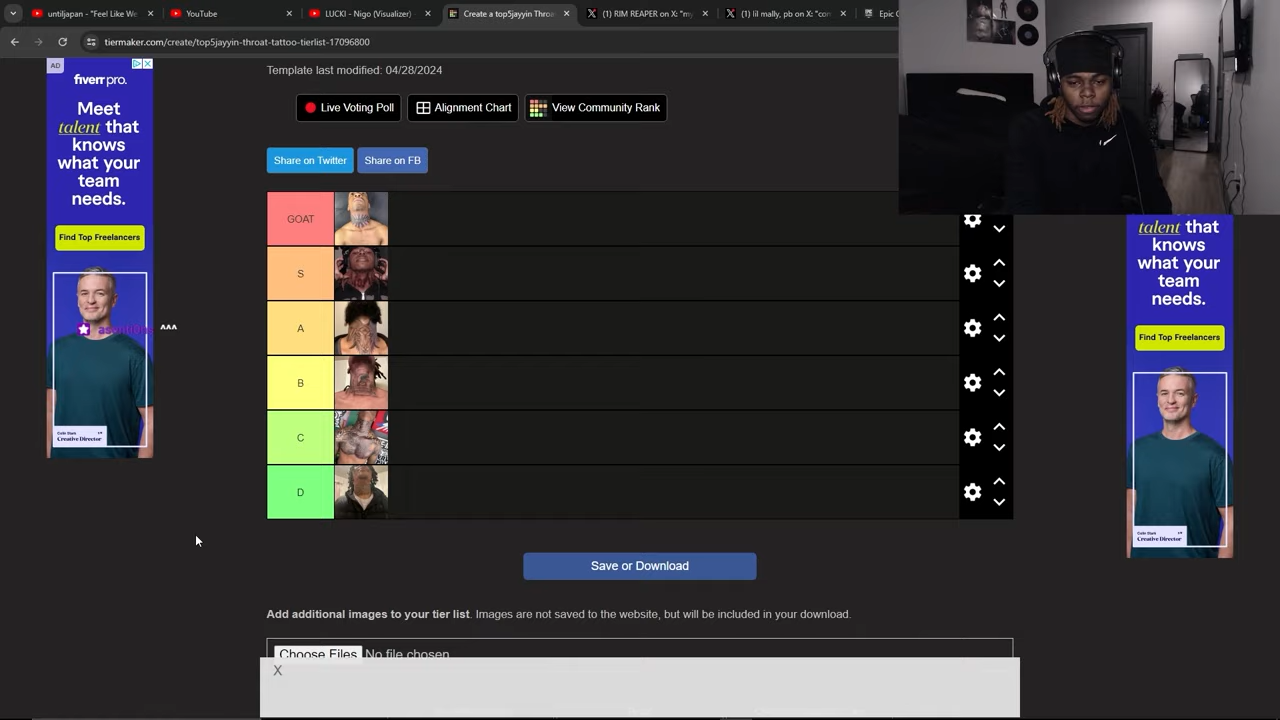 untiljapan - "Feel Like We
YouTube
LUCKI - Nigo (Visualizer)
Create a top5jayyin Throa
(1) RIM REAPER on X: "my
(1) lil mally, pb on X: "con
Epic G
tiermaker.com/create/top5jayyin-throat-tattoo-tierlist-17096800
Template last modified: 04/28/2024
Live Voting Poll
Alignment Chart
View Community Rank
Share on Twitter
Share on FB
AD
fiverr pro.
Meet
talent that
knows
what your
team
needs.
Find Top Freelancers
^^^
Creative Director
GOAT
S
A
B
C
D
talent that
knows
what your
team
needs.
Find Top Freelancers
Creative Director
Save or Download
Add additional images to your tier list. Images are not saved to the website, but will be included in your download.
Choose Files No file chosen
X